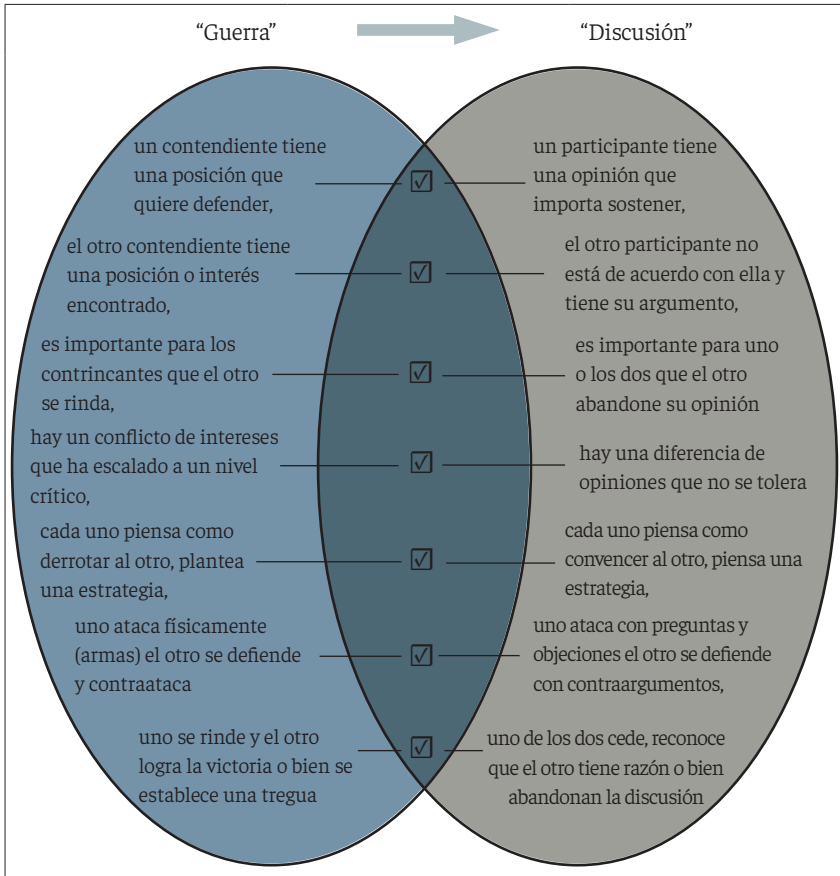 “Guerra”
“Discusión”
un contendiente tiene
una posición que
quiere defender,
un participante tiene
una opinión que
importa sostener,
el otro contendiente tiene
una posición o interés
encontrado,
el otro participante no
está de acuerdo con ella y
tiene su argumento,
es importante para los
contrincantes que el otro
se rinda,
es importante para uno
o los dos que el otro
abandone su opinión
hay un conflicto de intereses
que ha escalado a un nivel
crítico,
hay una diferencia de
opiniones que no se tolera
cada uno piensa como
derrotar al otro, plantea
una estrategia,
cada uno piensa como
convencer al otro, piensa una
estrategia,
uno ataca físicamente
(armas) el otro se defiende
y contraataca
uno ataca con preguntas y
objeciones el otro se defiende
con contraargumentos,
uno se rinde y el otro
logra la victoria o bien se
establece una tregua
uno de los dos cede, reconoce
que el otro tiene razón o bien
abandonan la discusión